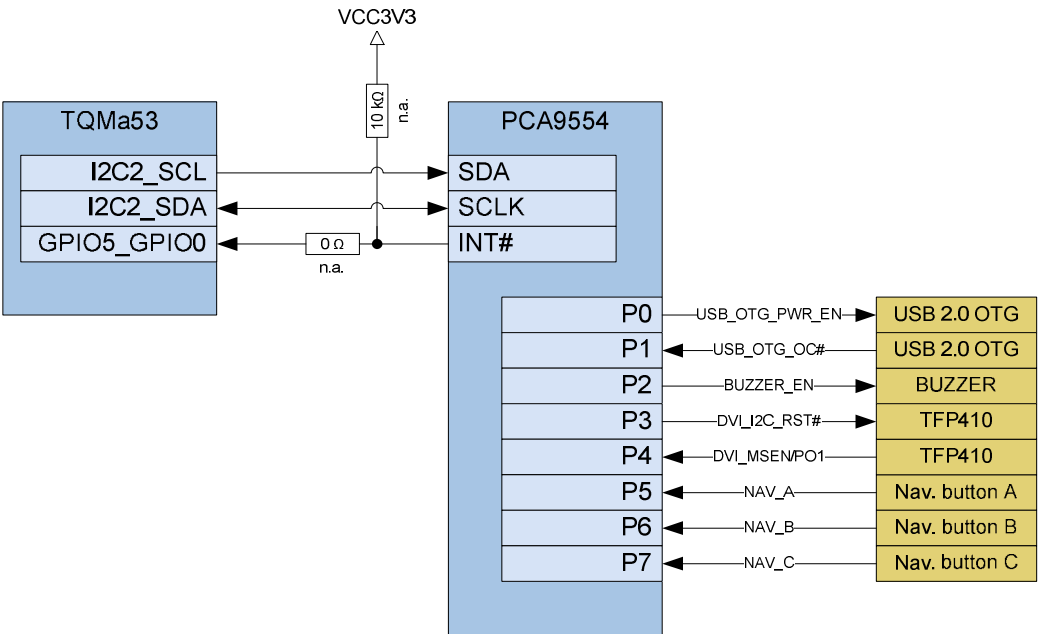 VCC3V3
10 kΩ
n.a.
TQMa53
I2C2_SCL
I2C2_SDA
GPIO5_GPIO0
0 Ω
n.a.
PCA9554
SDA
SCLK
INT#
P0 USB_OTG_PWR_EN USB 2.0 OTG
P1 USB_OTG_OC# USB 2.0 OTG
P2 BUZZER_EN BUZZER
P3 DVI_I2C_RST# TFP410
P4 DVI_MSEN/PO1 TFP410
P5 NAV_A Nav. button A
P6 NAV_B Nav. button B
P7 NAV_C Nav. button C